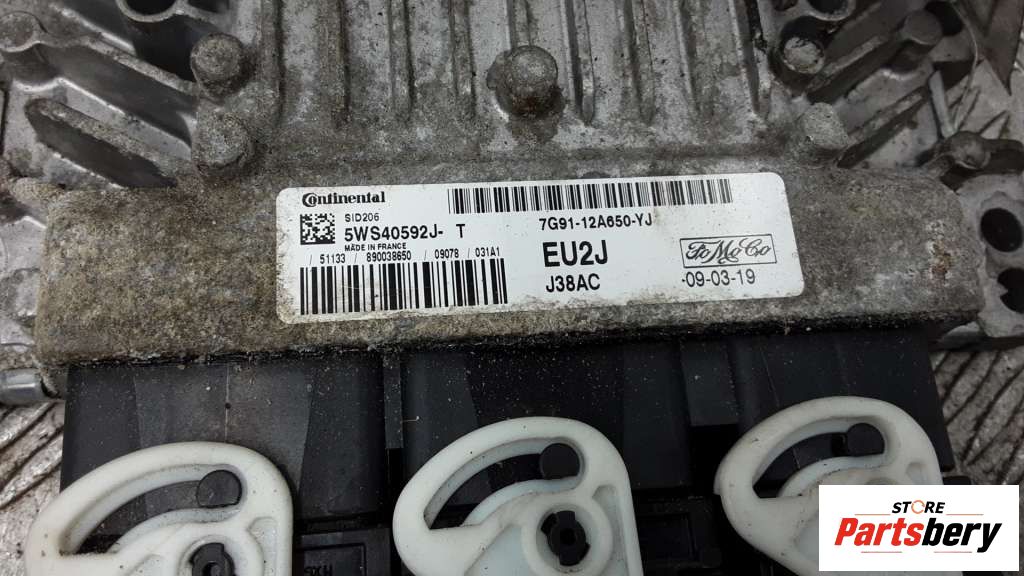 Continental
SID206
5WS40592J- T
MADE IN FRANCE
/ 51133 / 890038650 / 09078 / 031A1
7G91-12A650-YJ
EU2J
J38AC
FoMoCo
09-03-19
STORE
Partsbery